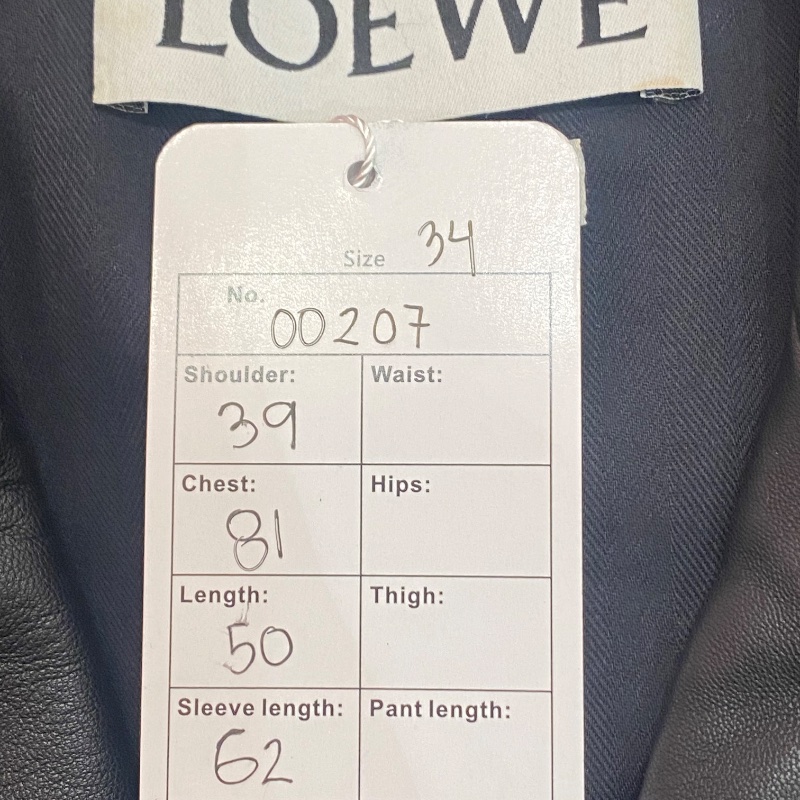 LOEWE
Size 34
No. 00207
Shoulder: Waist:
39
Chest: Hips:
81
Length: Thigh:
50
Sleeve length: Pant length:
62